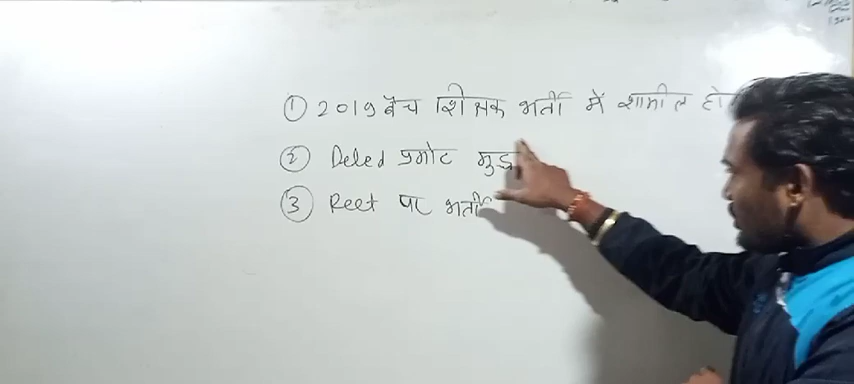 ① 2019 बैच शिक्षक भर्ती में शामील हो
② Deled प्रमोट मुद्दा
③ Reet पर भर्ती